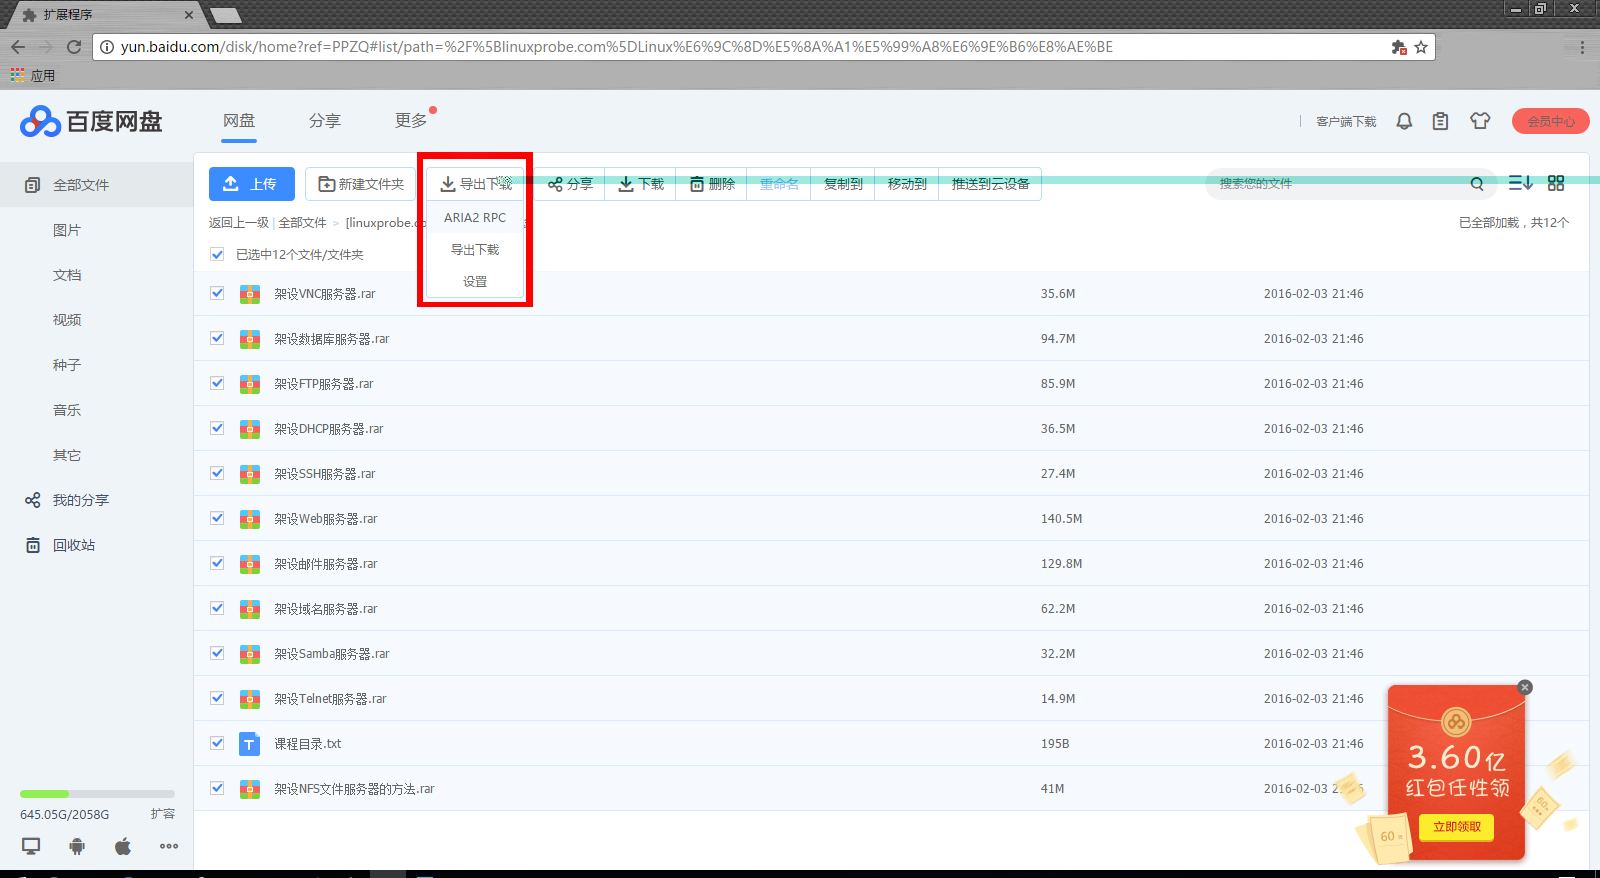 扩展程序
yun.baidu.com/disk/home?ref=PPZQ#list/path=%2F%5Blinuxprobe.com%5DLinux%E6%9C%8D%E5%8A%A1%E5%99%A8%E6%9E%B6%E8%AE%BE
应用
百度网盘 网盘 分享 更多 客户端下载 会员中心
全部文件
图片
文档
视频
种子
音乐
其它
我的分享
回收站
645.05G/2058G 扩容
上传 新建文件夹 导出下载 分享 下载 删除 重命名 复制到 移动到 推送到云设备 搜索您的文件
ARIA2 RPC
导出下载
设置
返回上一级 | 全部文件 > [linuxprobe.co 已全部加载，共12个
已选中12个文件/文件夹
架设VNC服务器.rar 35.6M 2016-02-03 21:46
架设数据库服务器.rar 94.7M 2016-02-03 21:46
架设FTP服务器.rar 85.9M 2016-02-03 21:46
架设DHCP服务器.rar 36.5M 2016-02-03 21:46
架设SSH服务器.rar 27.4M 2016-02-03 21:46
架设Web服务器.rar 140.5M 2016-02-03 21:46
架设邮件服务器.rar 129.8M 2016-02-03 21:46
架设域名服务器.rar 62.2M 2016-02-03 21:46
架设Samba服务器.rar 32.2M 2016-02-03 21:46
架设Telnet服务器.rar 14.9M 2016-02-03 21:46
课程目录.txt 195B 2016-02-03 21:46
架设NFS文件服务器的方法.rar 41M 2016-02-03
3.60亿
红包任性领
立即领取
60
60